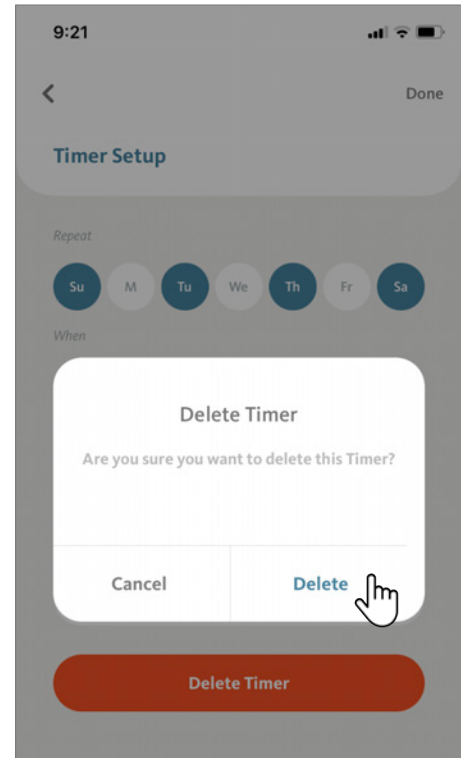 9:21
Done
Timer Setup
Repeat
Su M Tu We Th Fr Sa
When
Delete Timer
Are you sure you want to delete this Timer?
Cancel Delete
Delete Timer